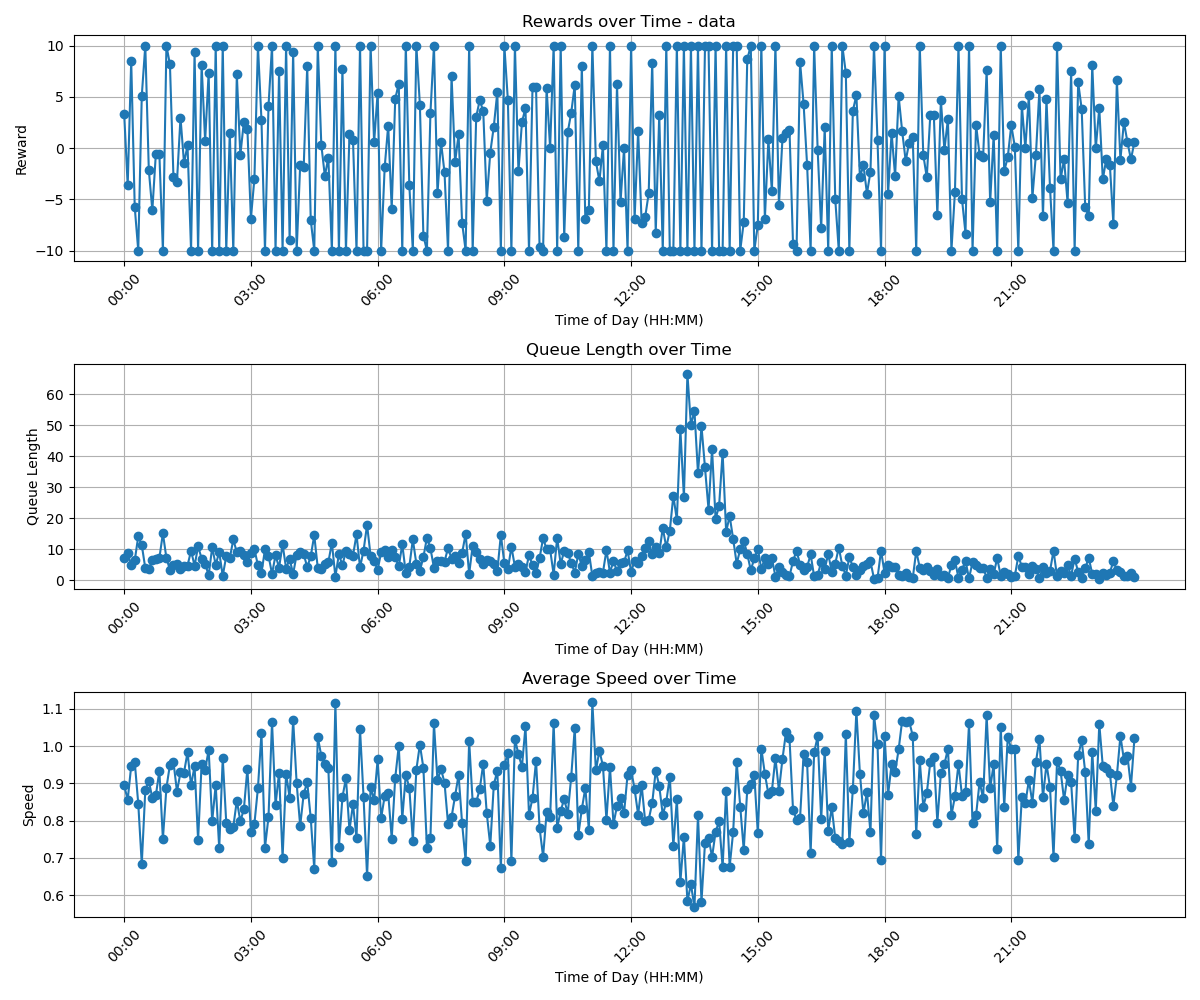 Rewards over Time - data
Reward
10
5
0
−5
−10
00:00 03:00 06:00 09:00 12:00 15:00 18:00 21:00
Time of Day (HH:MM)
Queue Length over Time
Queue Length
60
50
40
30
20
10
0
00:00 03:00 06:00 09:00 12:00 15:00 18:00 21:00
Time of Day (HH:MM)
Average Speed over Time
Speed
1.1
1.0
0.9
0.8
0.7
0.6
00:00 03:00 06:00 09:00 12:00 15:00 18:00 21:00
Time of Day (HH:MM)